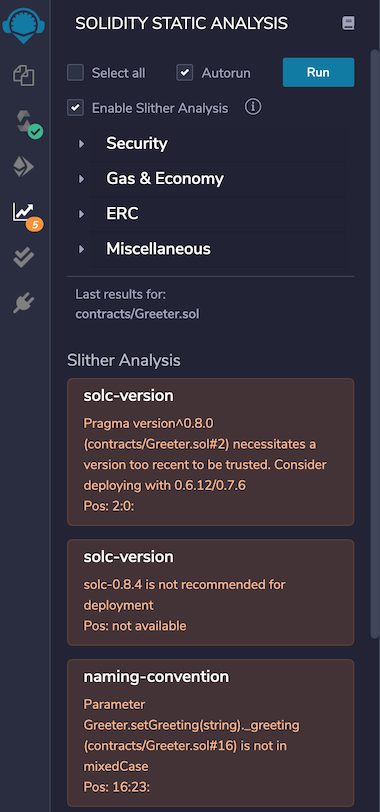 SOLIDITY STATIC ANALYSIS
Select all
Autorun
Run
Enable Slither Analysis
Security
Gas & Economy
ERC
Miscellaneous
5
Last results for:
contracts/Greeter.sol
Slither Analysis
solc-version
Pragma version^0.8.0
(contracts/Greeter.sol#2) necessitates a
version too recent to be trusted. Consider
deploying with 0.6.12/0.7.6
Pos: 2:0:
solc-version
solc-0.8.4 is not recommended for
deployment
Pos: not available
naming-convention
Parameter
Greeter.setGreeting(string)._greeting
(contracts/Greeter.sol#16) is not in
mixedCase
Pos: 16:23: